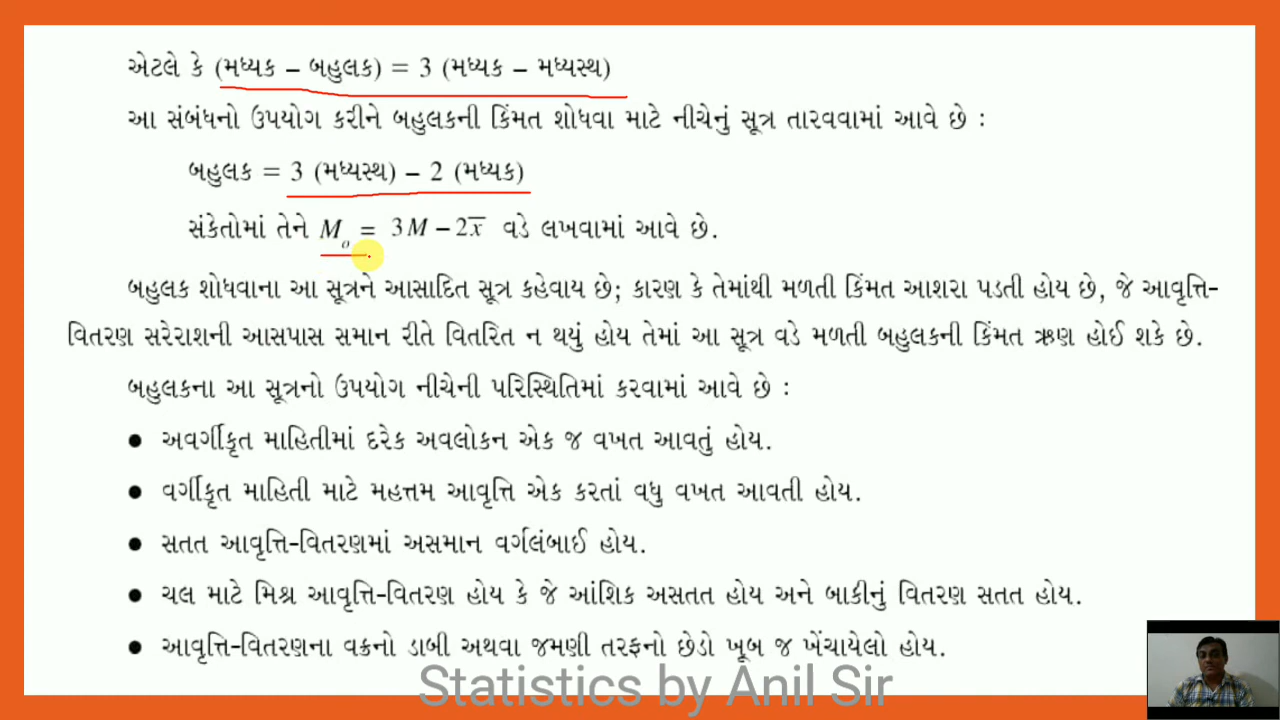 એટલે કે (મધ્યક – બહુલક) = 3 (મધ્યક – મધ્યસ્થ)
આ સંબંધનો ઉપયોગ કરીને બહુલકની કિંમત શોધવા માટે નીચેનું સૂત્ર તારવવામાં આવે છે :
બહુલક = 3 (મધ્યસ્થ) – 2 (મધ્યક)
સંકેતોમાં તેને M₀ = 3M – 2x̅ વડે લખવામાં આવે છે.
બહુલક શોધવાના આ સૂત્રને આસાદિત સૂત્ર કહેવાય છે; કારણ કે તેમાંથી મળતી કિંમત આશરા પડતી હોય છે, જે આવૃત્તિ-
વિતરણ સરેરાશની આસપાસ સમાન રીતે વિતરિત ન થયું હોય તેમાં આ સૂત્ર વડે મળતી બહુલકની કિંમત ઋણ હોઈ શકે છે.
બહુલકના આ સૂત્રનો ઉપયોગ નીચેની પરિસ્થિતિમાં કરવામાં આવે છે :
● અવર્ગીકૃત માહિતીમાં દરેક અવલોકન એક જ વખત આવતું હોય.
● વર્ગીકૃત માહિતી માટે મહત્તમ આવૃત્તિ એક કરતાં વધુ વખત આવતી હોય.
● સતત આવૃત્તિ-વિતરણમાં અસમાન વર્ગલંબાઈ હોય.
● ચલ માટે મિશ્ર આવૃત્તિ-વિતરણ હોય કે જે આંશિક અસતત હોય અને બાકીનું વિતરણ સતત હોય.
● આવૃત્તિ-વિતરણના વક્રનો ડાબી અથવા જમણી તરફનો છેડો ખૂબ જ ખેંચાયેલો હોય.
Statistics by Anil Sir